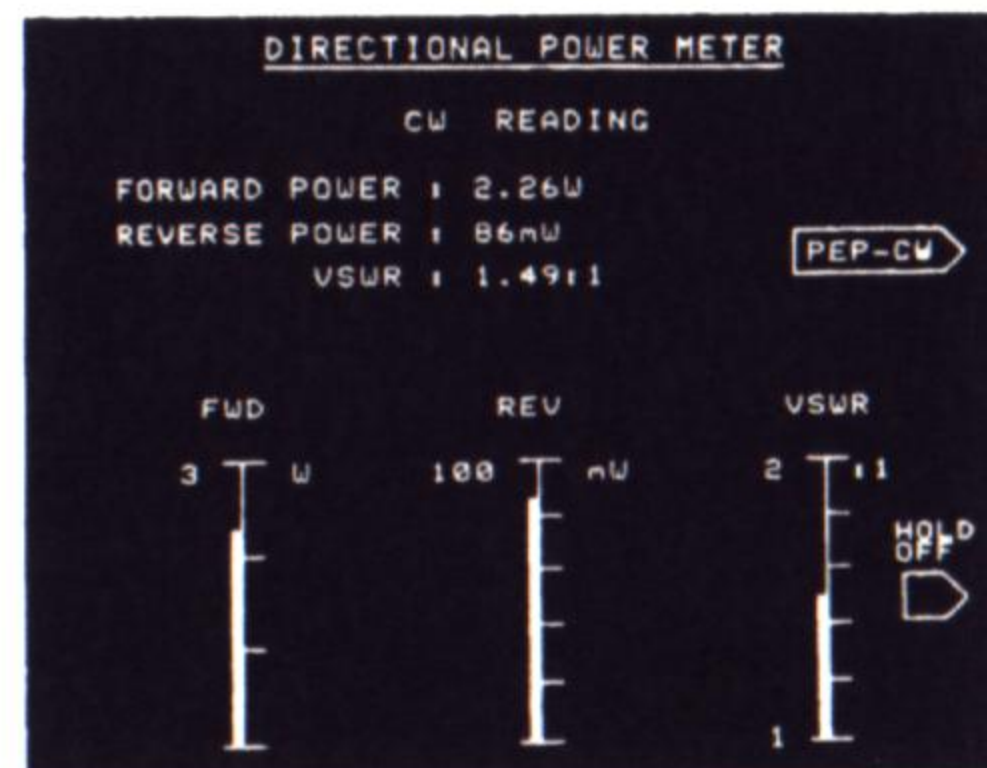 DIRECTIONAL POWER METER
CW READING
FORWARD POWER : 2.26W
REVERSE POWER : 86mW
VSWR : 1.49:1
PEP-CW
FWD
REV
VSWR
3 W
100 mW
2 :1
HOLD
OFF
1